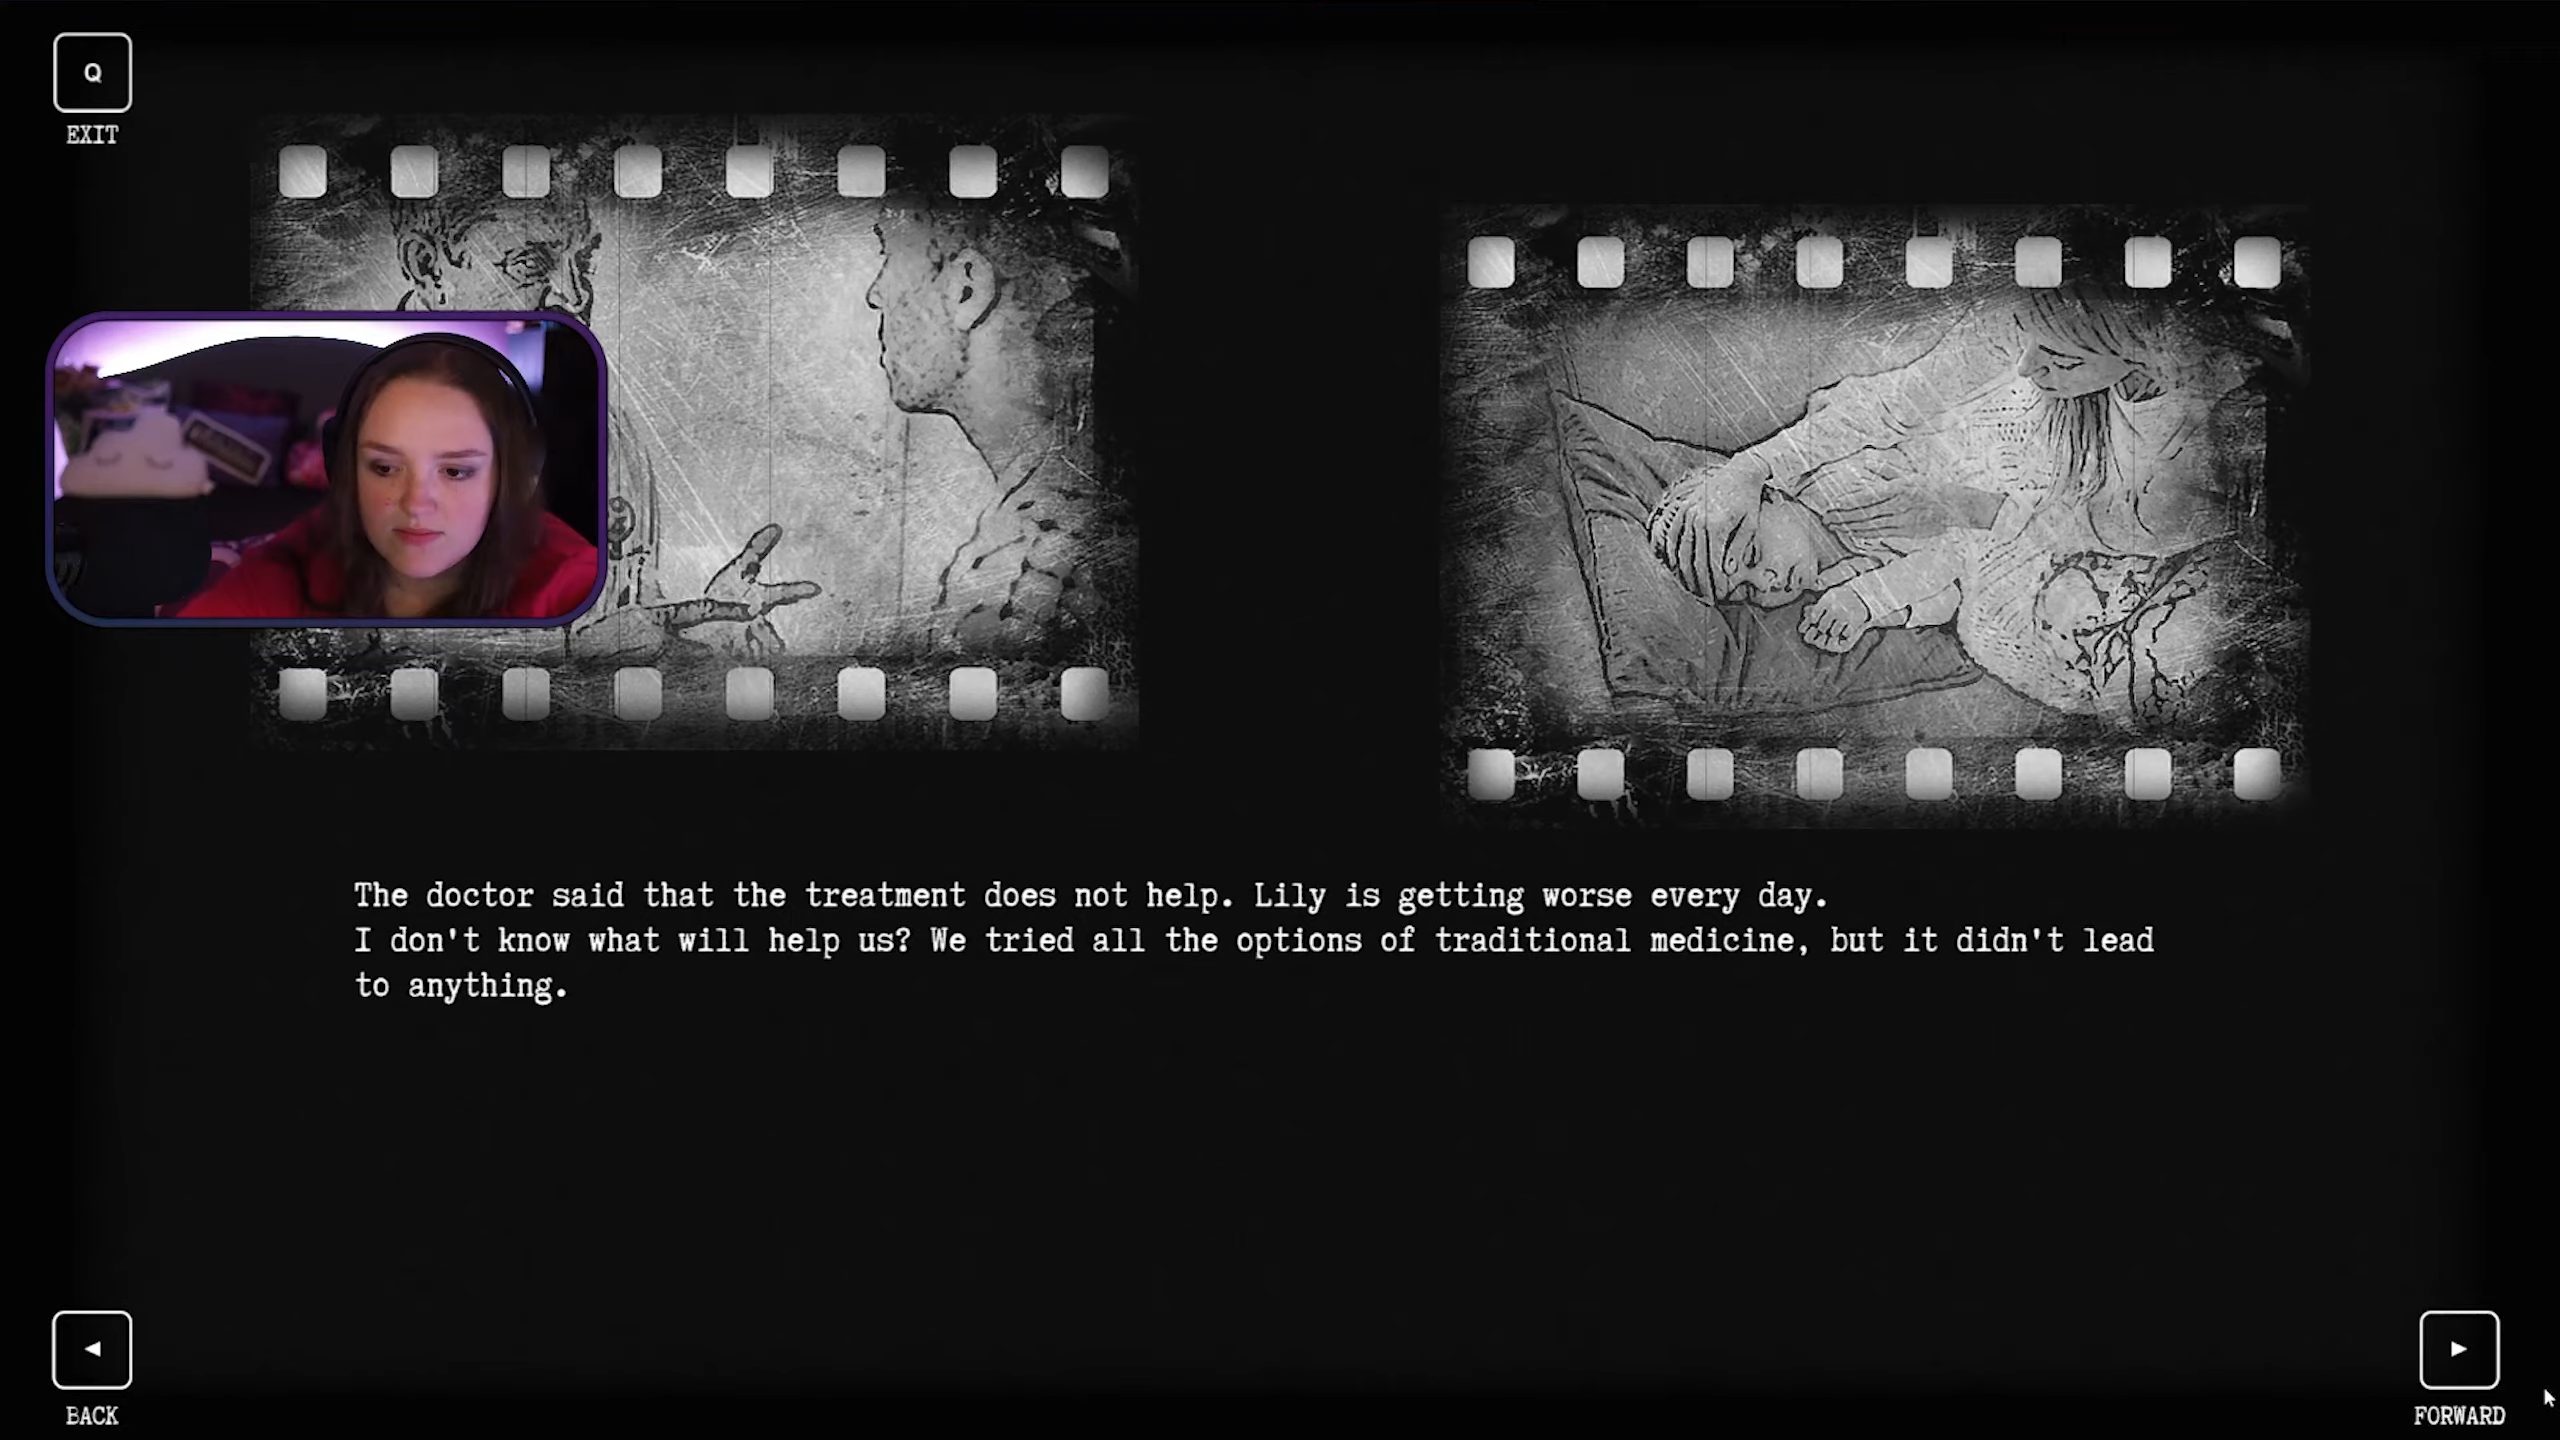 Q
EXIT
The doctor said that the treatment does not help. Lily is getting worse every day.
I don't know what will help us? We tried all the options of traditional medicine, but it didn't lead
to anything.
BACK
FORWARD